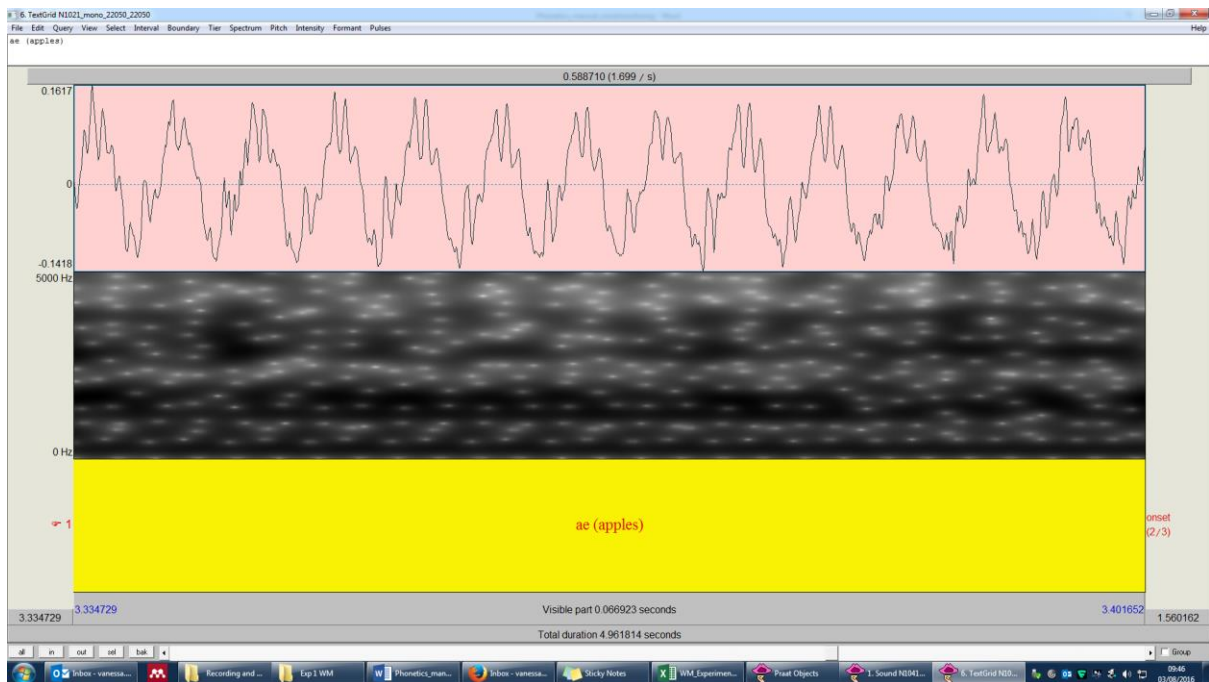 6. TextGrid N1021_mono_22050_22050
File Edit Query View Select Interval Boundary Tier Spectrum Pitch Intensity Formant Pulses Help
ae (apples)
0.588710 (1.699 / s)
0.1617
0
-0.1418
5000 Hz
0 Hz
1
ae (apples)
onset
(2/3)
3.334729
Visible part 0.066923 seconds
3.401652
3.334729
1.560162
Total duration 4.961814 seconds
all in out sel bak Group
Inbox - vanessa.... Recording and ... Exp 1 WM Phonetics_man... Inbox - vanessa... Sticky Notes WM_Experimen... Praat Objects 1. Sound N1041... 6. TextGrid N10...
09:46
03/08/2016